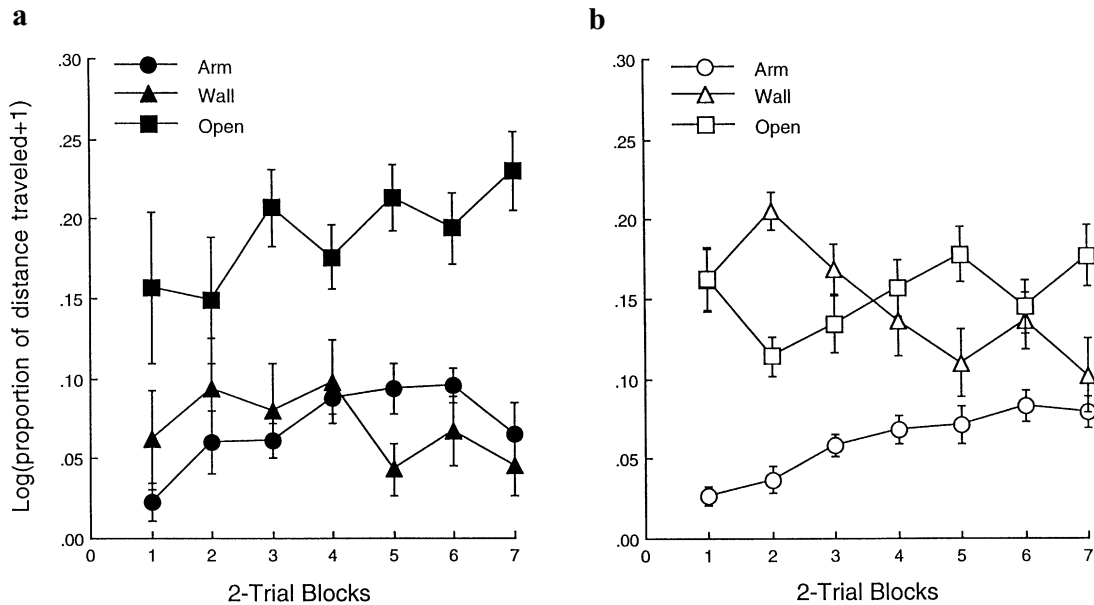 a
.30
.25
.20
.15
.10
.05
.00
Log(proportion of distance traveled+1)
Arm
Wall
Open
0 1 2 3 4 5 6 7
2-Trial Blocks
b
.30
.25
.20
.15
.10
.05
.00
Arm
Wall
Open
0 1 2 3 4 5 6 7
2-Trial Blocks